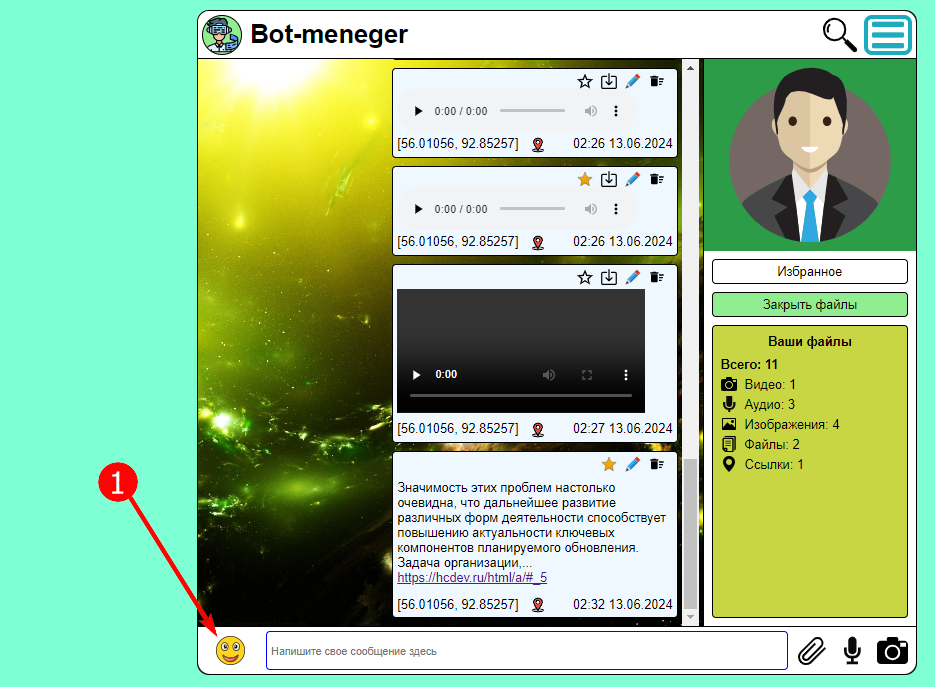 Bot-meneger
0:00 / 0:00
[56.01056, 92.85257] 02:26 13.06.2024
0:00 / 0:00
[56.01056, 92.85257] 02:26 13.06.2024
0:00
[56.01056, 92.85257] 02:27 13.06.2024
Значимость этих проблем настолько
очевидна, что дальнейшее развитие
различных форм деятельности способствует
повышению актуальности ключевых
компонентов планируемого обновления.
Задача организации,...
https://hcdev.ru/html/a/#_5
[56.01056, 92.85257] 02:32 13.06.2024
Избранное
Закрыть файлы
Ваши файлы
Всего: 11
Видео: 1
Аудио: 3
Изображения: 4
Файлы: 2
Ссылки: 1
1
Напишите свое сообщение здесь